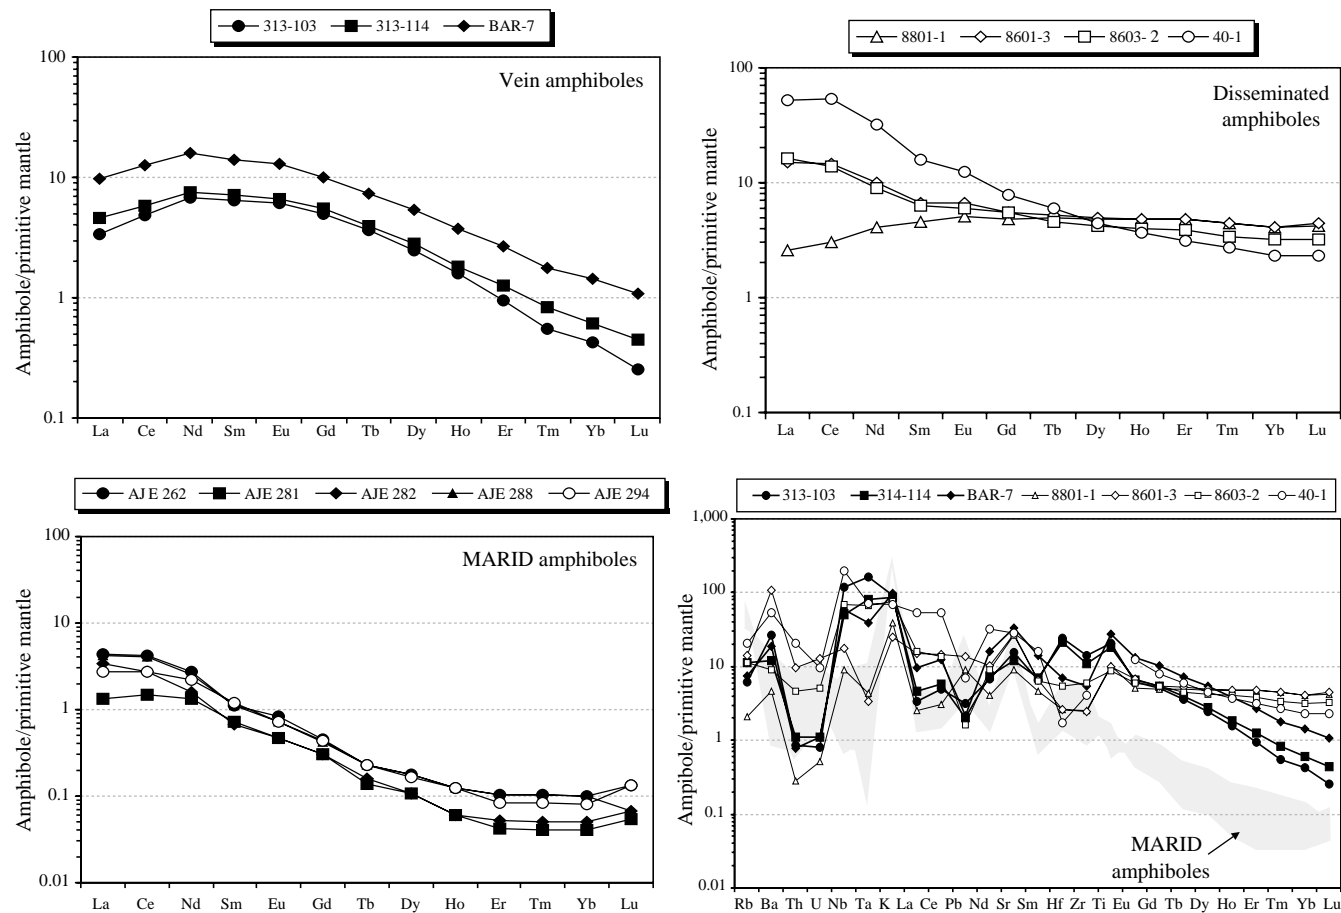 313-103 313-114 BAR-7
Vein amphiboles
Amphibole/primitive mantle
100
10
1
0.1
La Ce Nd Sm Eu Gd Tb Dy Ho Er Tm Yb Lu
8801-1 8601-3 8603- 2 40-1
Disseminated
amphiboles
Amphibole/primitive mantle
100
10
1
0.1
La Ce Nd Sm Eu Gd Tb Dy Ho Er Tm Yb Lu
AJE 262 AJE 281 AJE 282 AJE 288 AJE 294
MARID amphiboles
Amphibole/primitive mantle
100
10
1
0.1
0.01
La Ce Nd Sm Eu Gd Tb Dy Ho Er Tm Yb Lu
313-103 314-114 BAR-7 8801-1 8601-3 8603-2 40-1
Ampibole/primitive mantle
1,000
100
10
1
0.1
0.01
MARID
amphiboles
Rb Ba Th U Nb Ta K La Ce Pb Nd Sr Sm Hf Zr Ti Eu Gd Tb Dy Ho Er Tm Yb Lu